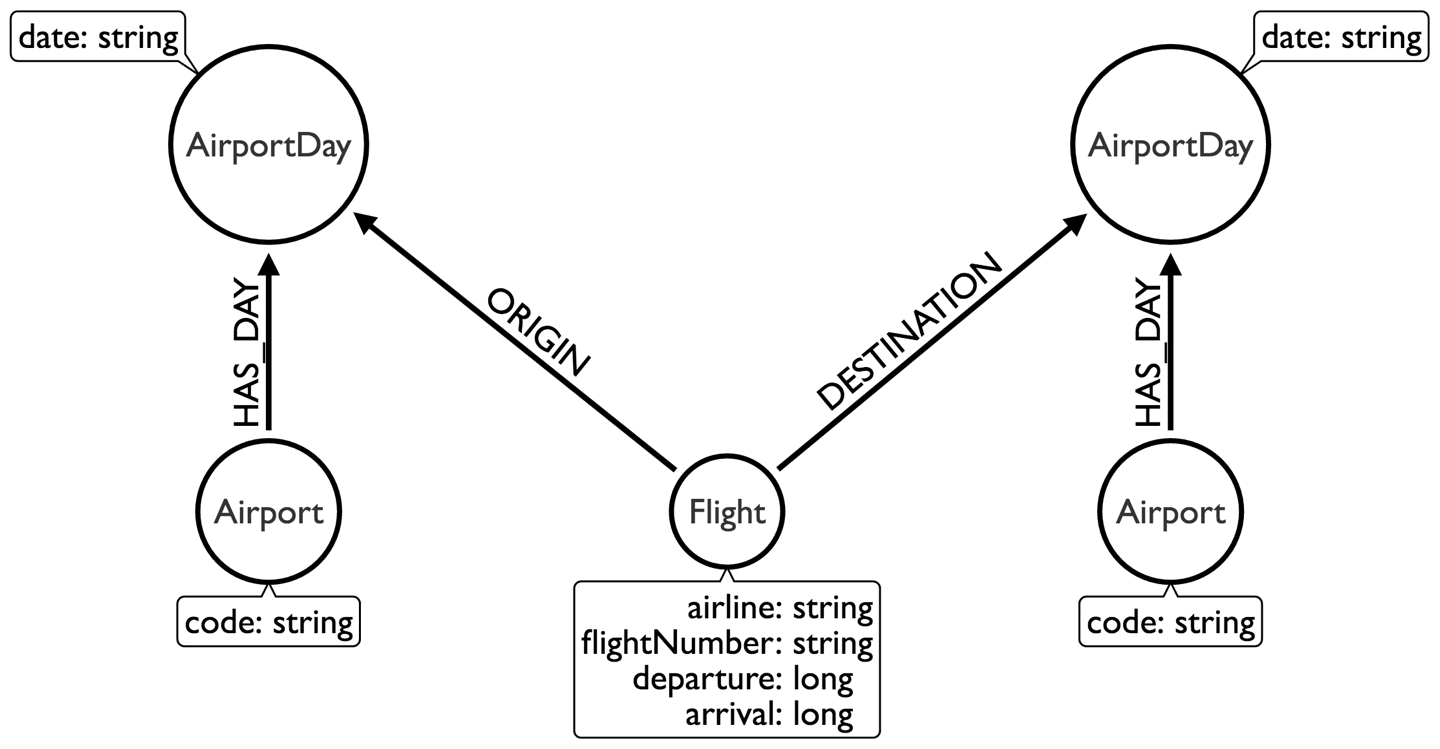 date: string
date: string
AirportDay
AirportDay
HAS_DAY
ORIGIN
DESTINATION
HAS_DAY
Airport
Flight
Airport
code: string
airline: string
flightNumber: string
departure: long
arrival: long
code: string